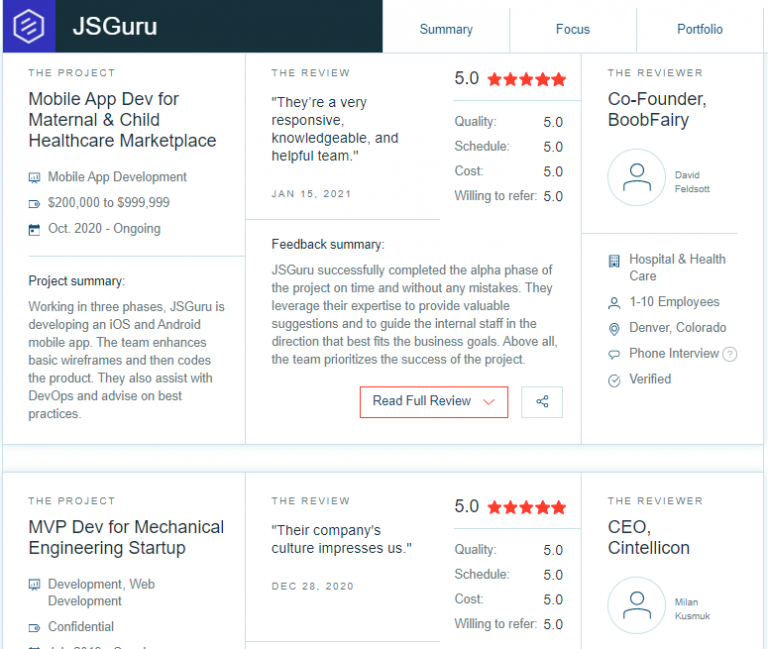 JSGuru
Summary
Focus
Portfolio
THE PROJECT
Mobile App Dev for
Maternal & Child
Healthcare Marketplace
Mobile App Development
$200,000 to $999,999
Oct. 2020 - Ongoing
Project summary:
Working in three phases, JSGuru is
developing an iOS and Android
mobile app. The team enhances
basic wireframes and then codes
the product. They also assist with
DevOps and advise on best
practices.
THE REVIEW
"They’re a very
responsive,
knowledgeable, and
helpful team."
JAN 15, 2021
5.0
Quality: 5.0
Schedule: 5.0
Cost: 5.0
Willing to refer: 5.0
Feedback summary:
JSGuru successfully completed the alpha phase of
the project on time and without any mistakes. They
leverage their expertise to provide valuable
suggestions and to guide the internal staff in the
direction that best fits the business goals. Above all,
the team prioritizes the success of the project.
Read Full Review
THE REVIEWER
Co-Founder,
BoobFairy
David
Feldsott
Hospital & Health
Care
1-10 Employees
Denver, Colorado
Phone Interview ?
Verified
THE PROJECT
MVP Dev for Mechanical
Engineering Startup
Development, Web
Development
Confidential
THE REVIEW
"Their company's
culture impresses us."
DEC 28, 2020
5.0
Quality: 5.0
Schedule: 5.0
Cost: 5.0
Willing to refer: 5.0
THE REVIEWER
CEO,
Cintellicon
Milan
Kusmuk